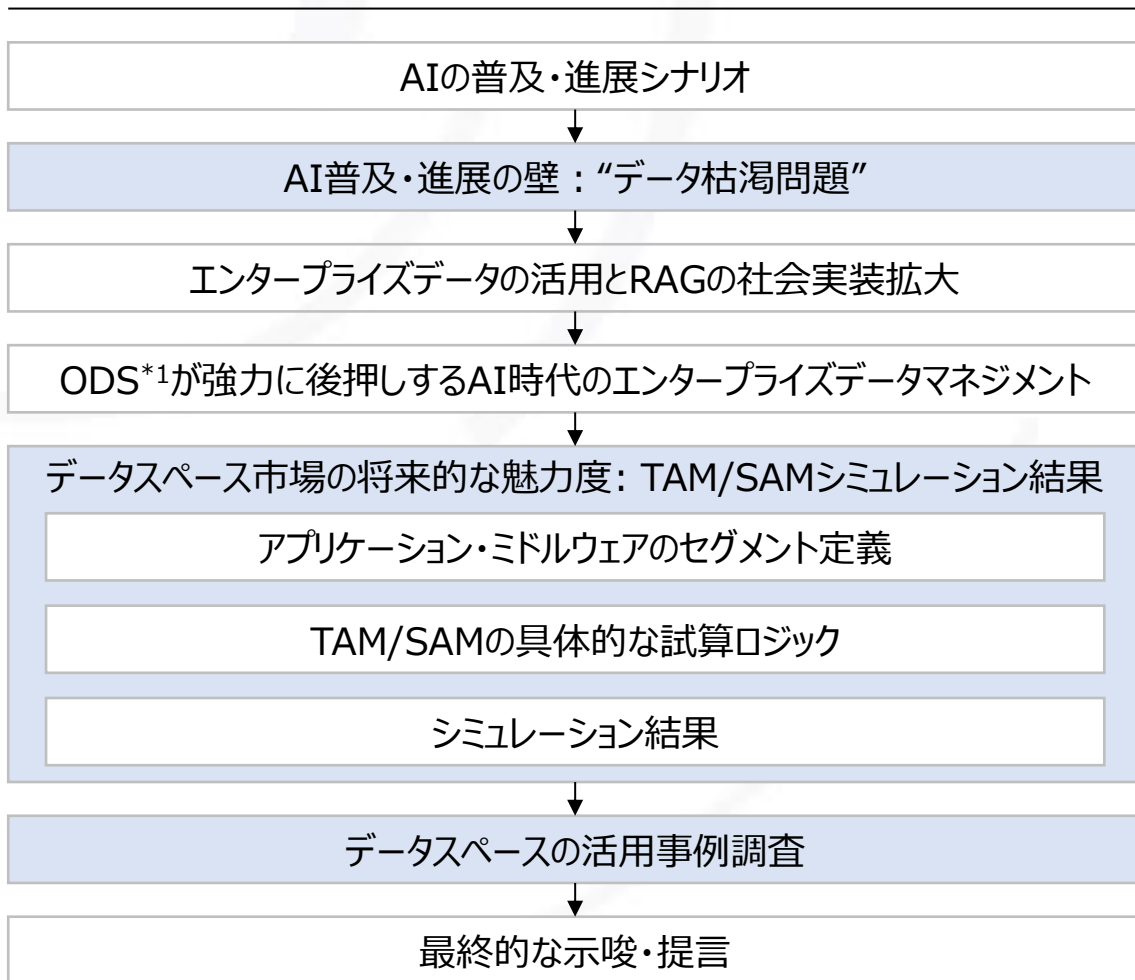 AIの普及・進展シナリオ
AI普及・進展の壁：“データ枯渇問題”
エンタープライズデータの活用とRAGの社会実装拡大
ODS*1が強力に後押しするAI時代のエンタープライズデータマネジメント
データスペース市場の将来的な魅力度: TAM/SAMシミュレーション結果
アプリケーション・ミドルウェアのセグメント定義
TAM/SAMの具体的な試算ロジック
シミュレーション結果
データスペースの活用事例調査
最終的な示唆・提言